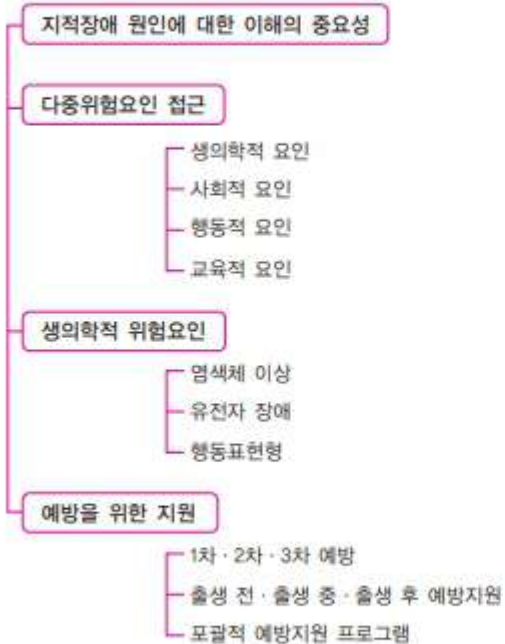 지적장애 원인에 대한 이해의 중요성
다중위험요인 접근
생의학적 요인
사회적 요인
행동적 요인
교육적 요인
생의학적 위험요인
염색체 이상
유전자 장애
행동표현형
예방을 위한 지원
1차 · 2차 · 3차 예방
출생 전 · 출생 중 · 출생 후 예방지원
포괄적 예방지원 프로그램